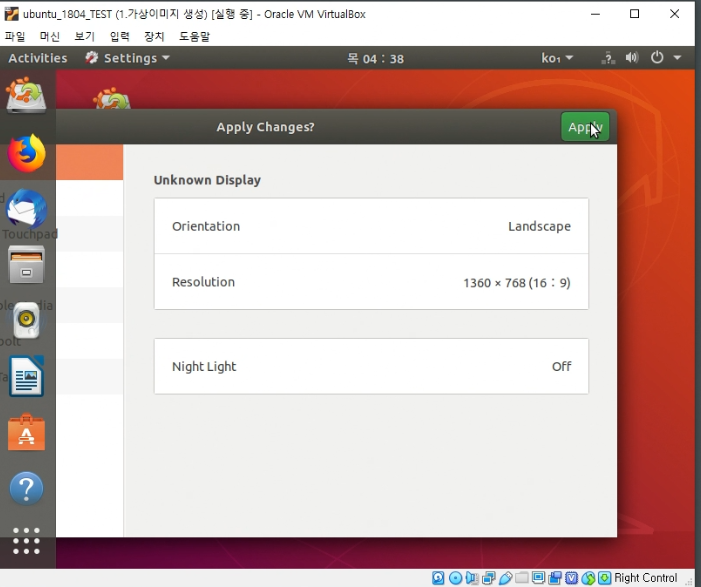 ubuntu_1804_TEST (1.가상이미지 생성) [실행 중] - Oracle VM VirtualBox
파일 머신 보기 입력 장치 도움말
Activities Settings 목 04 : 38 ko₁
Apply Changes? Apply
Unknown Display
Orientation Landscape
Touchpad
Resolution 1360 × 768 (16 : 9)
Night Light Off
Right Control